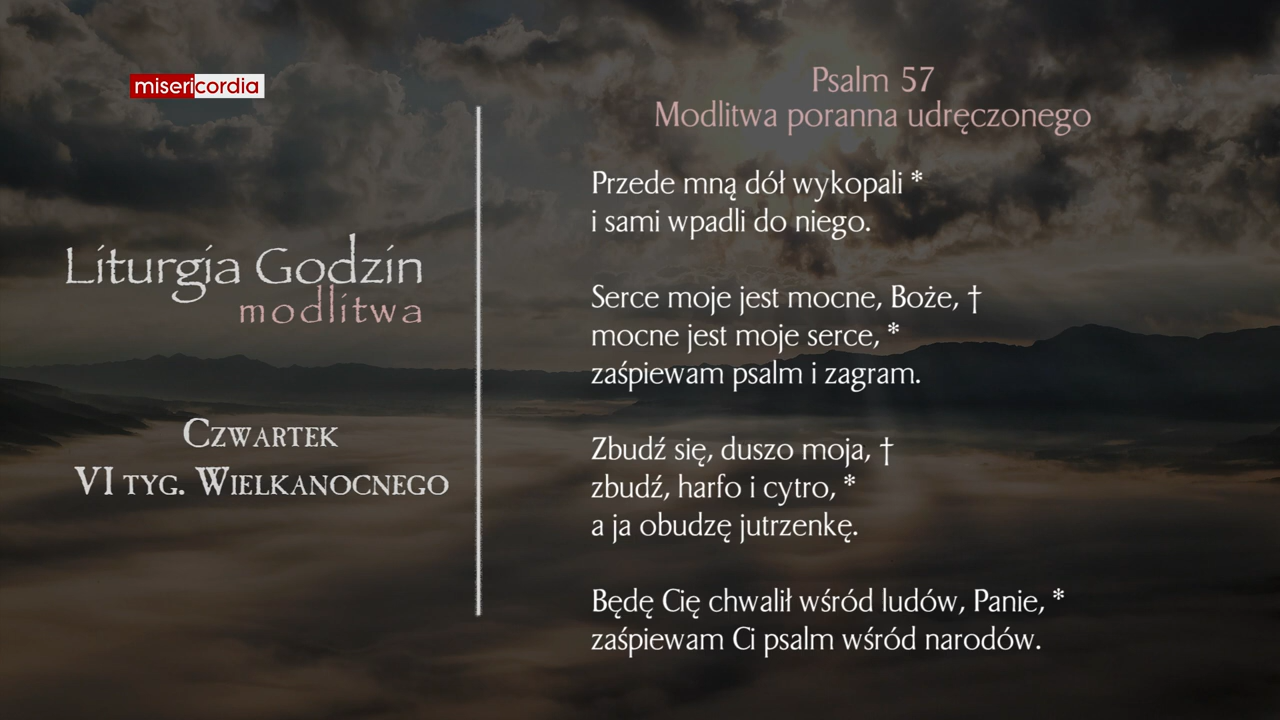 misericordia
Liturgia Godzin
modlitwa
Czwartek
VI tyg. Wielkanocnego
Psalm 57
Modlitwa poranna udręczonego
Przede mną dół wykopali *
i sami wpadli do niego.
Serce moje jest mocne, Boże, †
mocne jest moje serce, *
zaśpiewam psalm i zagram.
Zbudź się, duszo moja, †
zbudź, harfo i cytro, *
a ja obudzę jutrzenkę.
Będę Cię chwalił wśród ludów, Panie, *
zaśpiewam Ci psalm wśród narodów.